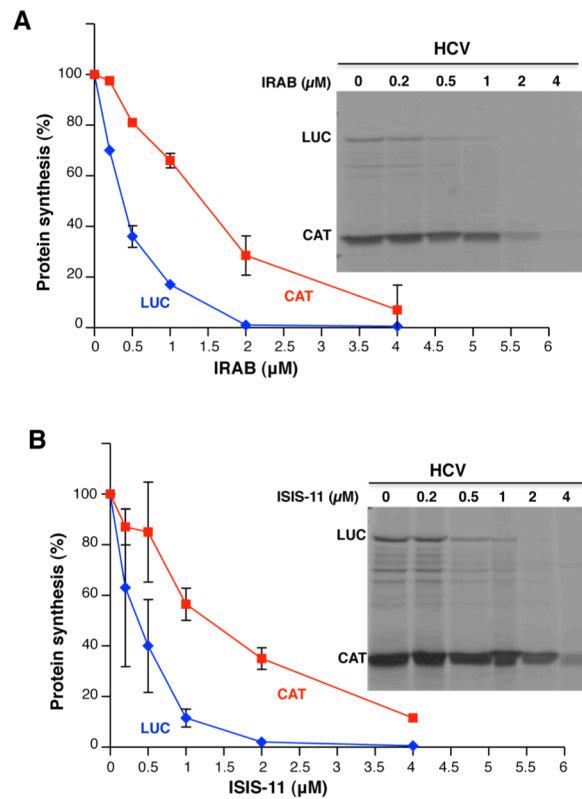 A
HCV
IRAB (µM) 0 0.2 0.5 1 2 4
LUC
CAT
Protein synthesis (%)
100
80
60
40
20
0
LUC
CAT
0 0.5 1 1.5 2 2.5 3 3.5 4 4.5 5 5.5 6
IRAB (µM)
B
HCV
ISIS-11 (µM) 0 0.2 0.5 1 2 4
LUC
CAT
Protein synthesis (%)
100
80
60
40
20
0
LUC
CAT
0 0.5 1 1.5 2 2.5 3 3.5 4 4.5 5 5.5 6
ISIS-11 (µM)